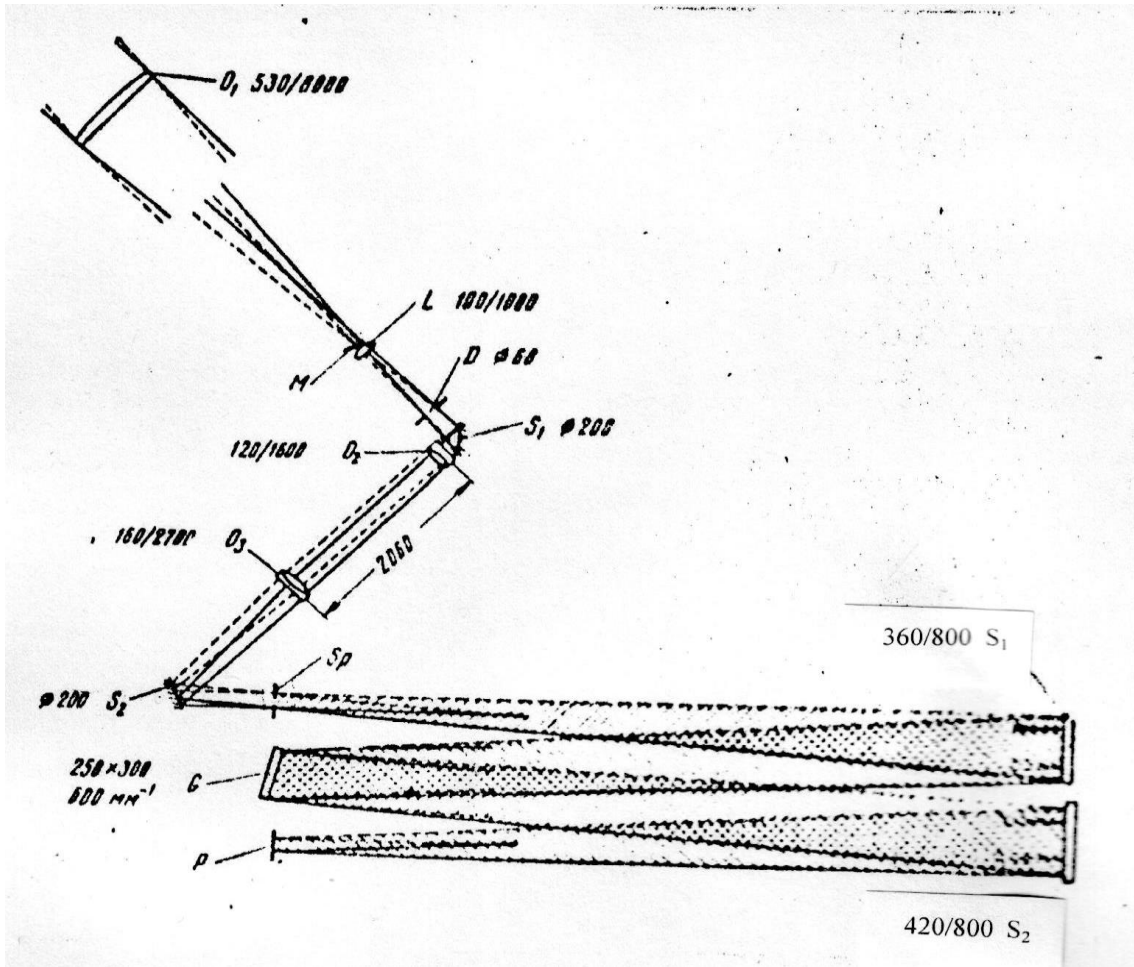 O₁ 530/8000
L 100/1000
M
D ⌀60
S₁ ⌀200
120/1600 O₂
160/2700 O₃
2060
360/800 S₁
Sp
⌀200 S₂
250×300
600 мм⁻¹
G
P
420/800 S₂